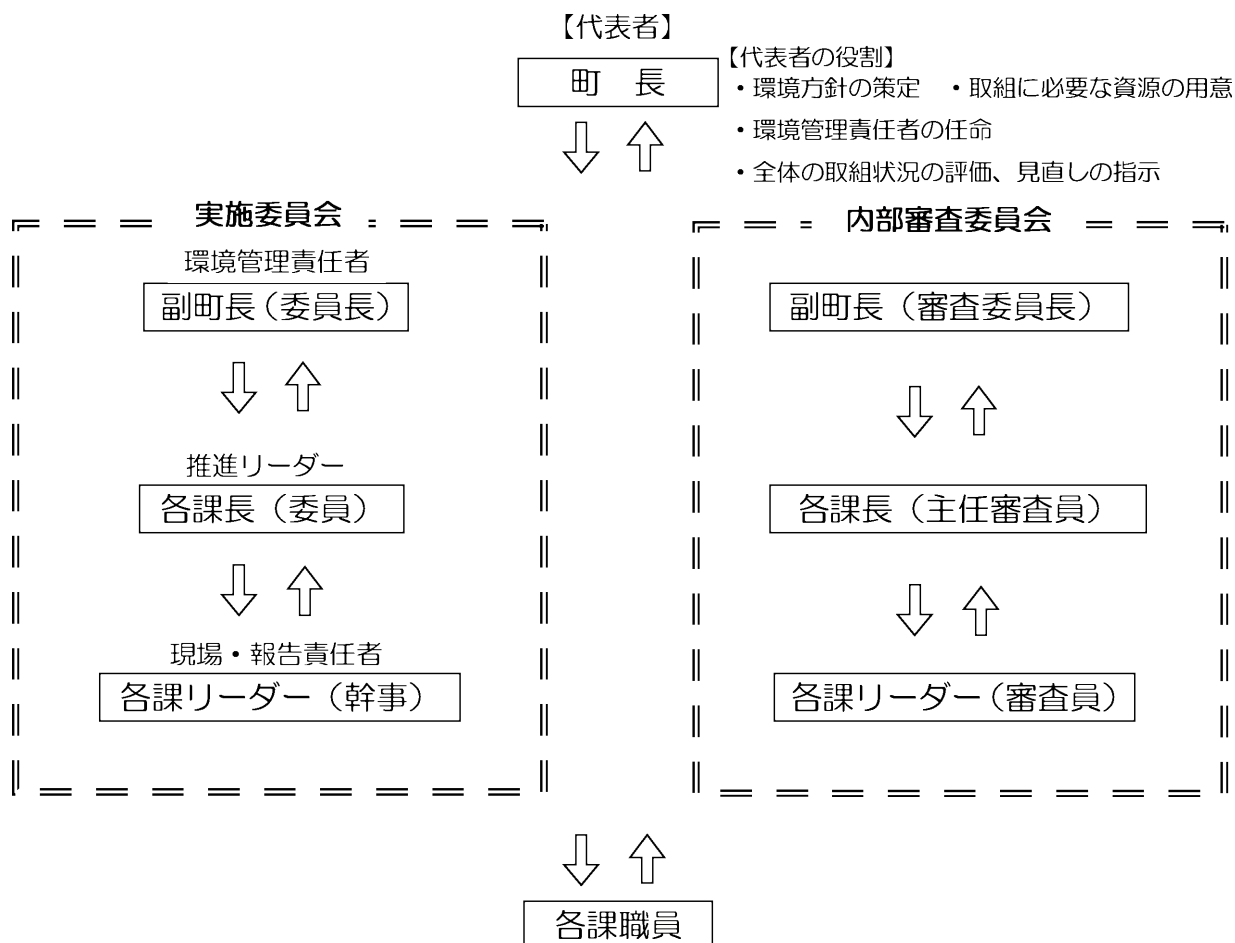 【代表者】
町 長
【代表者の役割】
・環境方針の策定 ・取組に必要な資源の用意
・環境管理責任者の任命
・全体の取組状況の評価、見直しの指示
実施委員会
環境管理責任者
副町長(委員長)
推進リーダー
各課長(委員)
現場・報告責任者
各課リーダー(幹事)
内部審査委員会
副町長(審査委員長)
各課長(主任審査員)
各課リーダー(審査員)
各課職員